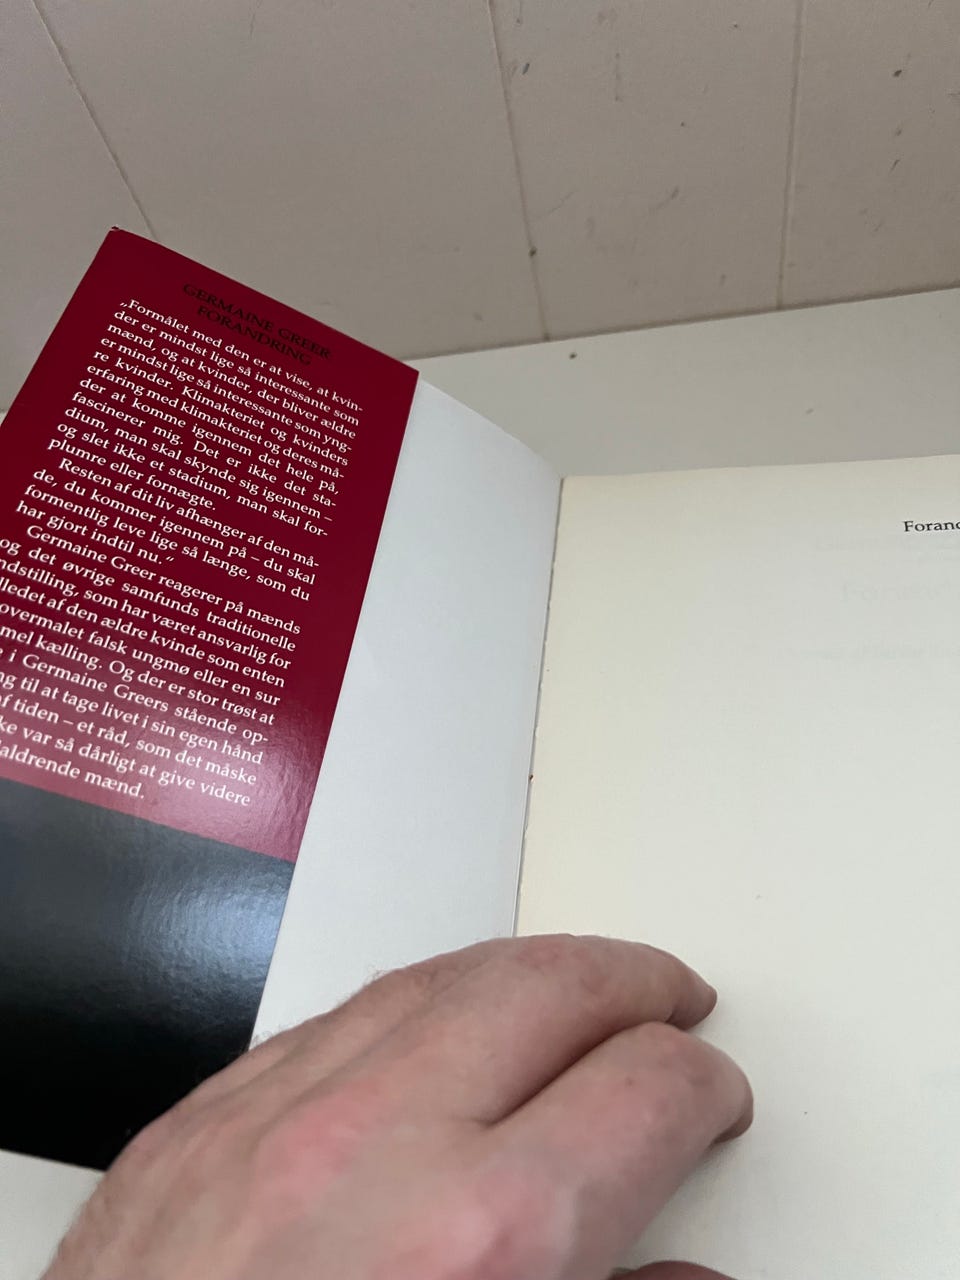 GERMAINE GREER
FORANDRING
„Formålet med den er at vise, at kvin-
der er mindst lige så interessante som
mænd, og at kvinder, der bliver ældre
er mindst lige så interessante som yng-
re kvinder. Klimakteriet og kvinders
erfaring med klimakteriet og deres må-
der at komme igennem det hele på,
fascinerer mig. Det er ikke det sta-
dium, man skal skynde sig igennem –
og slet ikke et stadium, man skal for-
plumre eller fornægte.
Resten af dit liv afhænger af den må-
de, du kommer igennem på – du skal
formentlig leve lige så længe, som du
har gjort indtil nu.“
Germaine Greer reagerer på mænds
og det øvrige samfunds traditionelle
ndstilling, som har været ansvarlig for
lledet af den ældre kvinde som enten
overmalet falsk ungmø eller en sur
mel kælling. Og der er stor trøst at
i Germaine Greers stående op-
ng til at tage livet i sin egen hånd
af tiden – et råd, som det måske
ke var så dårligt at give videre
aldrende mænd.
Forand